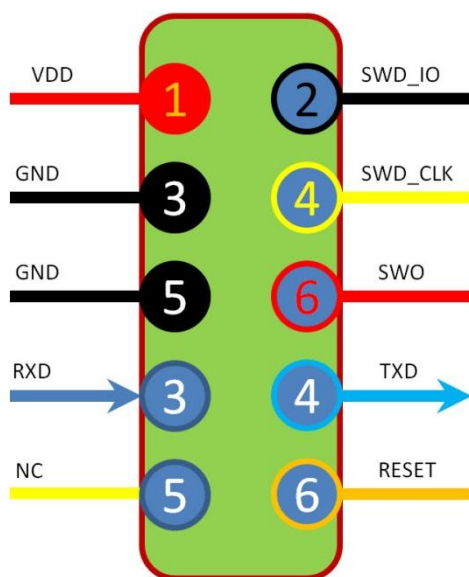 VDD 1 2 SWD_IO
GND 3 4 SWD_CLK
GND 5 6 SWO
RXD 3 4 TXD
NC 5 6 RESET